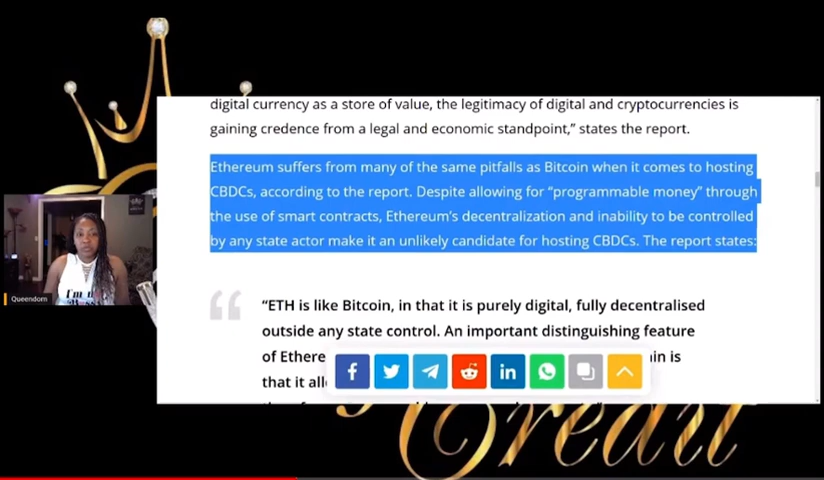 digital currency as a store of value, the legitimacy of digital and cryptocurrencies is
gaining credence from a legal and economic standpoint,” states the report.
Ethereum suffers from many of the same pitfalls as Bitcoin when it comes to hosting
CBDCs, according to the report. Despite allowing for “programmable money” through
the use of smart contracts, Ethereum’s decentralization and inability to be controlled
by any state actor make it an unlikely candidate for hosting CBDCs. The report states:
“ETH is like Bitcoin, in that it is purely digital, fully decentralised
outside any state control. An important distinguishing feature
of Ethere
is
that it
Queendom
I'm
Credit